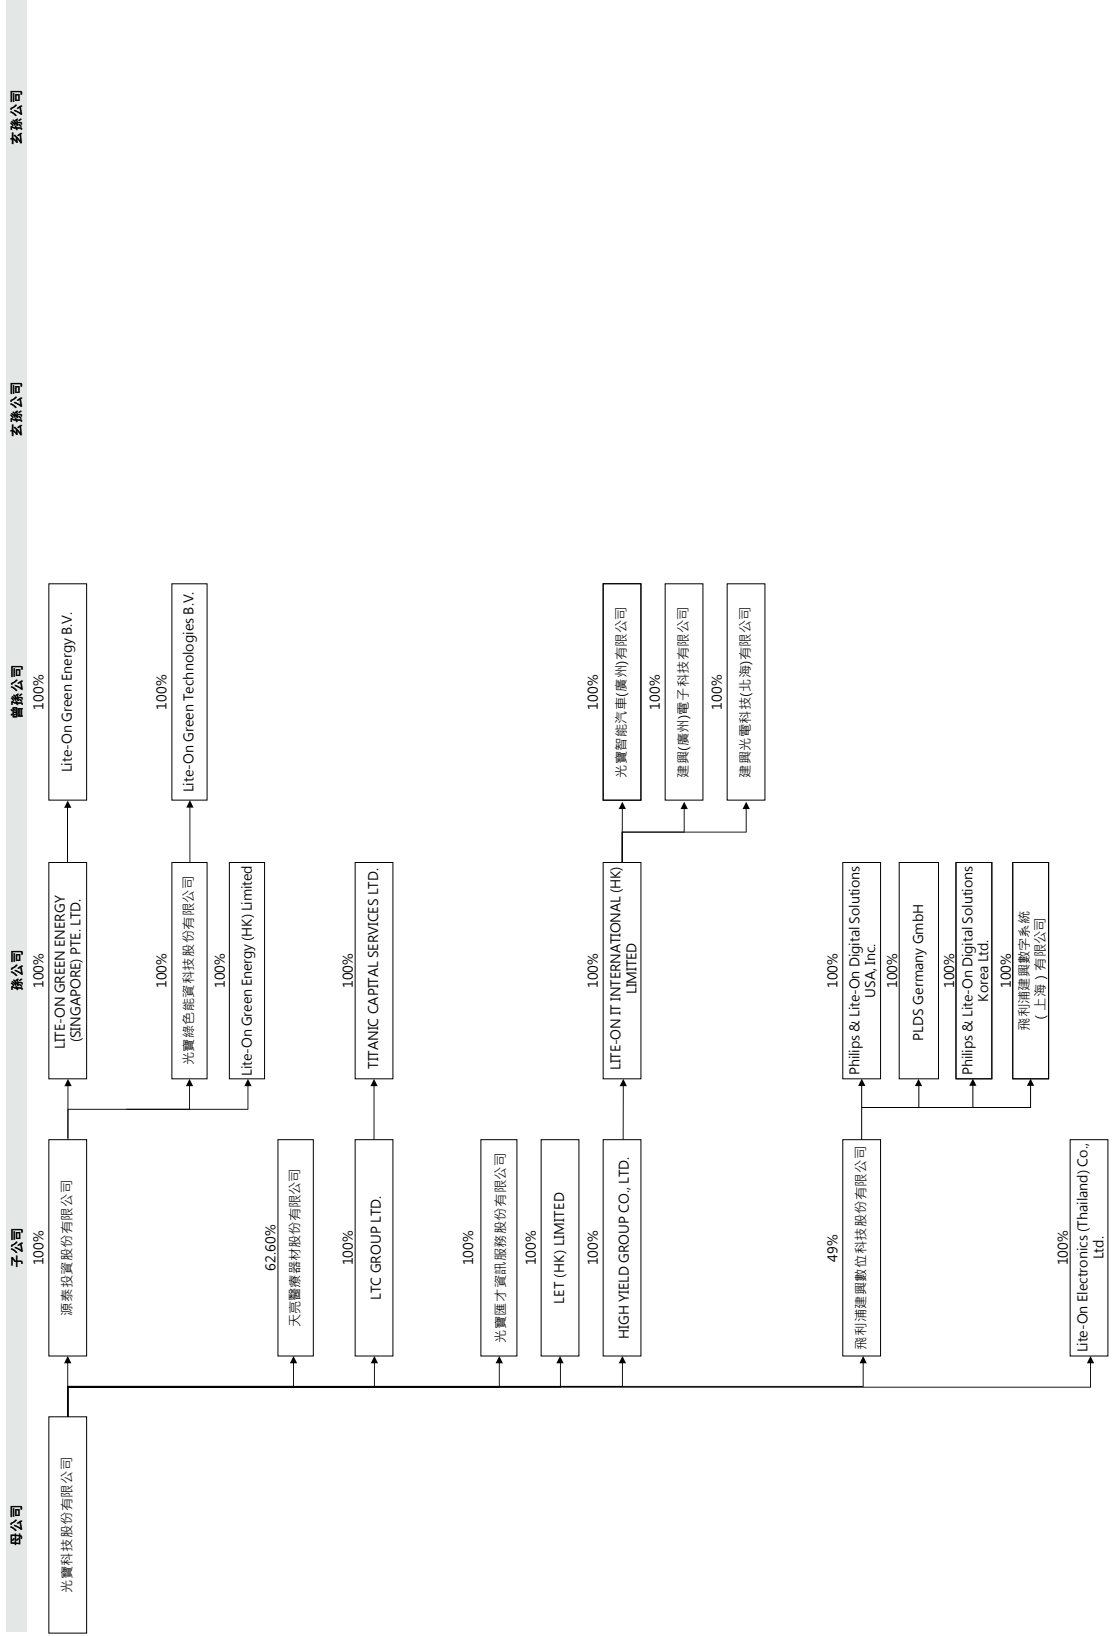 母公司
子公司
孫公司
曾孫公司
玄孫公司
玄孫公司
光寶科技股份有限公司
100%
源泰投資股份有限公司
100%
LITE-ON GREEN ENERGY
(SINGAPORE) PTE. LTD.
100%
Lite-On Green Energy B.V.
100%
光寶綠色能資科技股份有限公司
100%
Lite-On Green Technologies B.V.
100%
Lite-On Green Energy (HK) Limited
62.60%
天亮醫療器材股份有限公司
100%
LTC GROUP LTD.
100%
TITANIC CAPITAL SERVICES LTD.
100%
光寶匯才資訊服務股份有限公司
100%
LET (HK) LIMITED
100%
HIGH YIELD GROUP CO., LTD.
100%
LITE-ON IT INTERNATIONAL (HK)
LIMITED
100%
光寶智能汽車(廣州)有限公司
100%
建興(廣州)電子科技有限公司
100%
建興光電科技(北海)有限公司
49%
飛利浦建興數位科技股份有限公司
100%
Philips & Lite-On Digital Solutions
USA, Inc.
100%
PLDS Germany GmbH
100%
Philips & Lite-On Digital Solutions
Korea Ltd.
100%
飛利浦建興數字系統
(上海)有限公司
100%
Lite-On Electronics (Thailand) Co.,
Ltd.